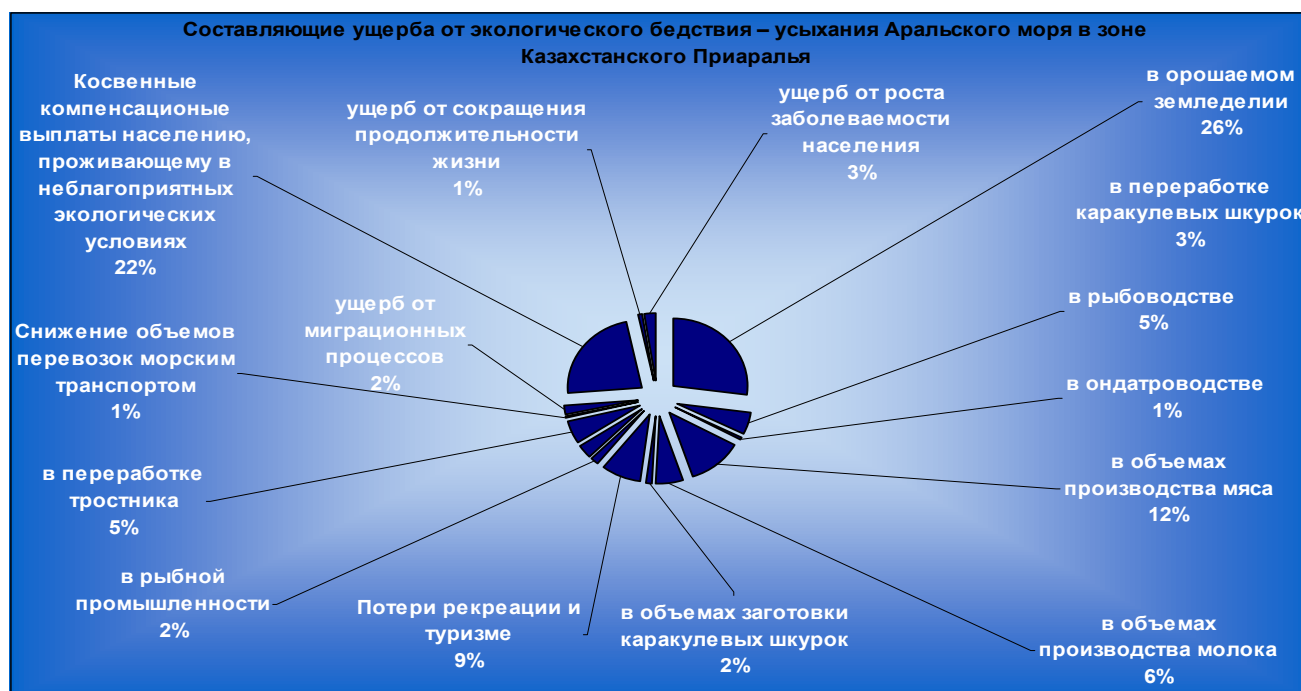 Составляющие ущерба от экологического бедствия – усыхания Аральского моря в зоне
Казахстанского Приаралья
Косвенные
компенсационые
выплаты населению,
проживающему в
неблагоприятных
экологических
условиях
22%
ущерб от сокращения
продолжительности
жизни
1%
ущерб от роста
заболеваемости
населения
3%
в орошаемом
земледелии
26%
в переработке
каракулевых шкурок
3%
в рыбоводстве
5%
в ондатроводстве
1%
в объемах
производства мяса
12%
в объемах
производства молока
6%
в объемах заготовки
каракулевых шкурок
2%
Потери рекреации и
туризме
9%
в рыбной
промышленности
2%
в переработке
тростника
5%
Снижение объемов
перевозок морским
транспортом
1%
ущерб от
миграционных
процессов
2%